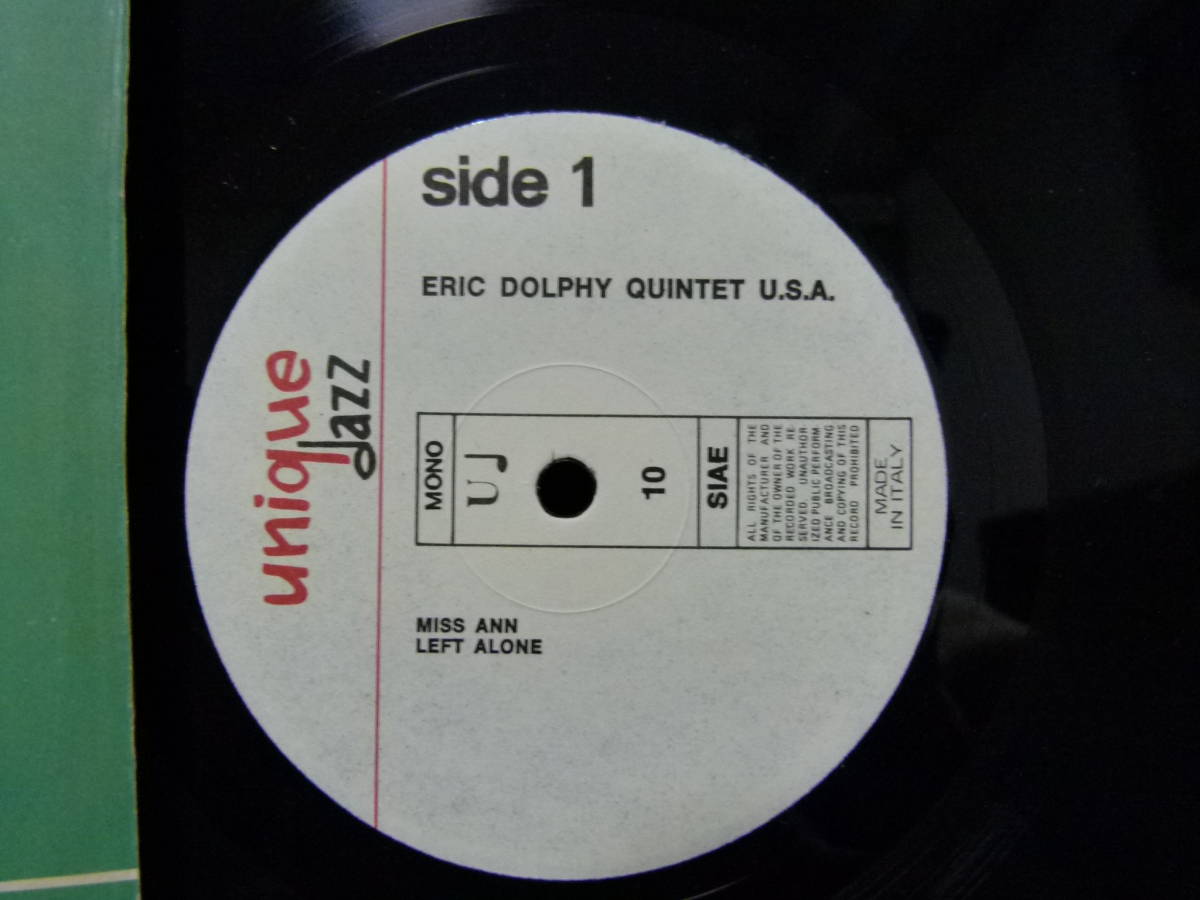 side 1
ERIC DOLPHY QUINTET U.S.A.
unique
Jazz
MONO
UJ
10
SIAE
ALL RIGHTS OF THE
MANUFACTURER AND
OF THE OWNER OF THE
RECORDED WORK RE-
SERVED. UNAUTHOR
IZED PUBLIC PERFORM
ANCE BROADCASTING
AND COPYING OF THIS
RECORD PROHIBITED
MADE
IN ITALY
MISS ANN
LEFT ALONE